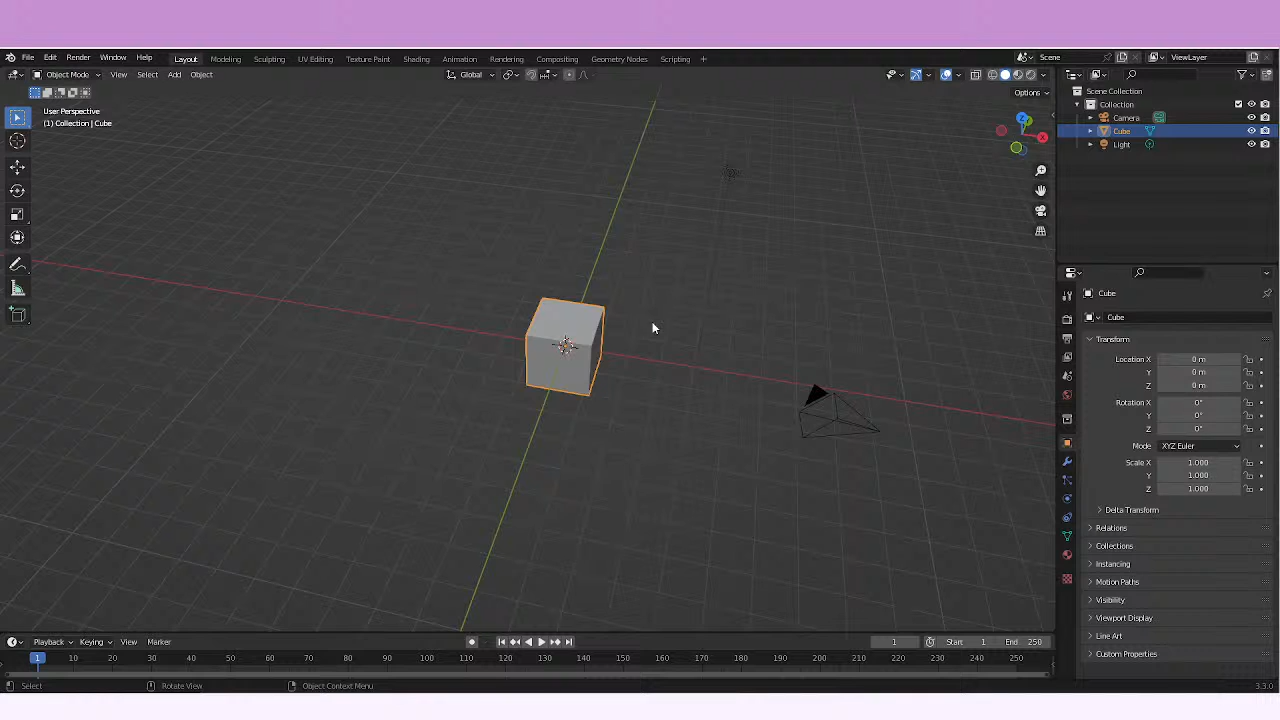 File Edit Render Window Help Layout Modeling Sculpting UV Editing Texture Paint Shading Animation Rendering Compositing Geometry Nodes Scripting + Scene ViewLayer
Object Mode View Select Add Object Global
Options
User Perspective
(1) Collection | Cube
Z
X
Scene Collection
Collection
Camera
Cube
Light
Cube
Cube
Transform
Location X 0 m
Y 0 m
Z 0 m
Rotation X 0°
Y 0°
Z 0°
Mode XYZ Euler
Scale X 1.000
Y 1.000
Z 1.000
Delta Transform
Relations
Collections
Instancing
Motion Paths
Visibility
Viewport Display
Line Art
Custom Properties
Playback Keying View Marker 1 Start 1 End 250
1 10 20 30 40 50 60 70 80 90 100 110 120 130 140 150 160 170 180 190 200 210 220 230 240 250
Select Rotate View Object Context Menu 3.3.0